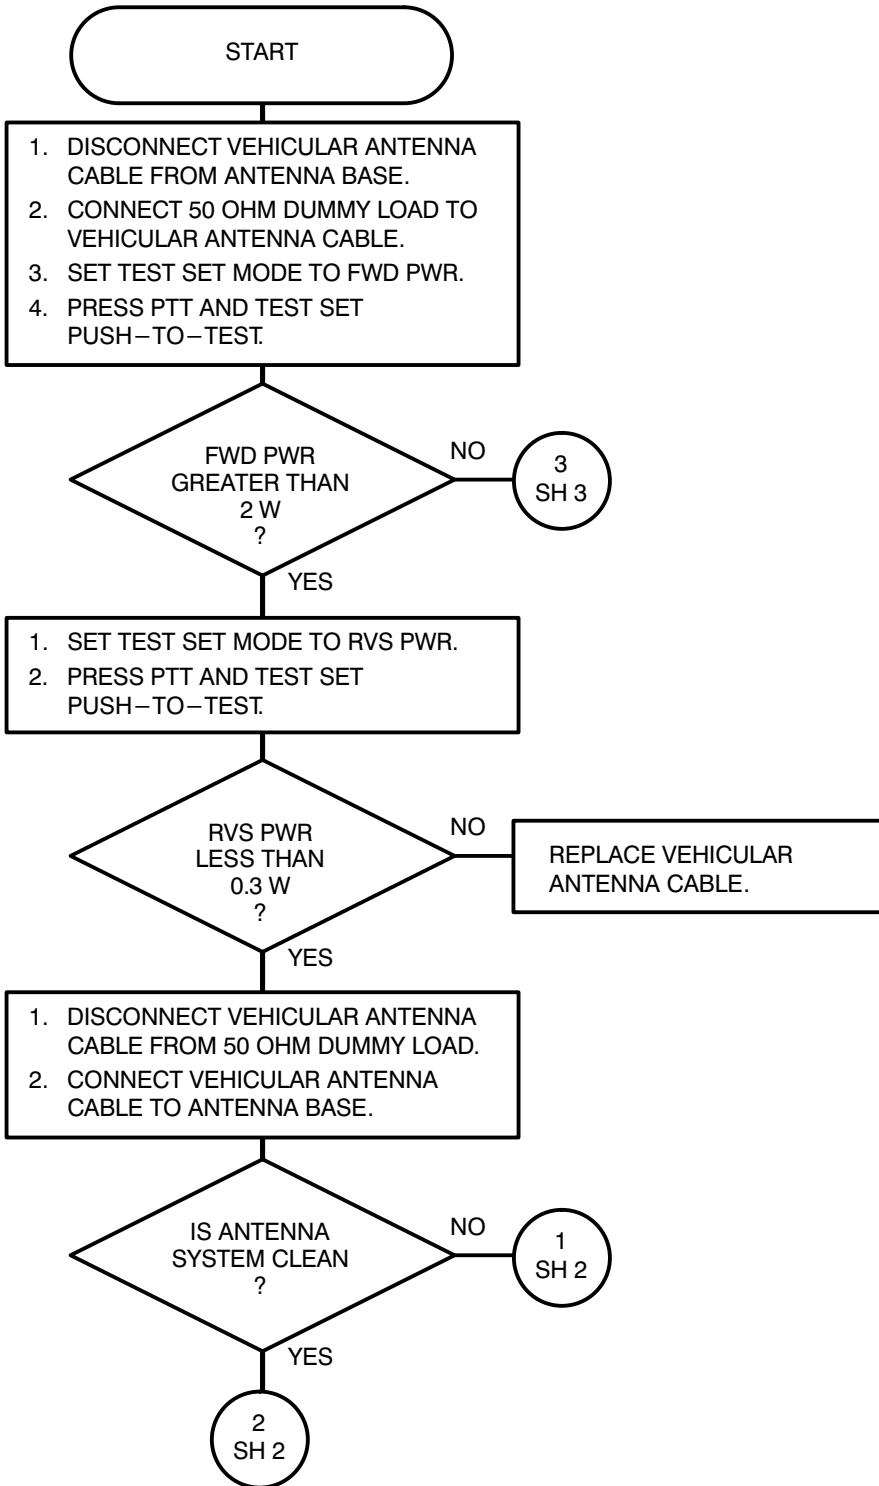 START
1. DISCONNECT VEHICULAR ANTENNA
CABLE FROM ANTENNA BASE.
2. CONNECT 50 OHM DUMMY LOAD TO
VEHICULAR ANTENNA CABLE.
3. SET TEST SET MODE TO FWD PWR.
4. PRESS PTT AND TEST SET
PUSH–TO–TEST.
FWD PWR
GREATER THAN
2 W
?
NO
3
SH 3
YES
1. SET TEST SET MODE TO RVS PWR.
2. PRESS PTT AND TEST SET
PUSH–TO–TEST.
RVS PWR
LESS THAN
0.3 W
?
NO
REPLACE VEHICULAR
ANTENNA CABLE.
YES
1. DISCONNECT VEHICULAR ANTENNA
CABLE FROM 50 OHM DUMMY LOAD.
2. CONNECT VEHICULAR ANTENNA
CABLE TO ANTENNA BASE.
IS ANTENNA
SYSTEM CLEAN
?
NO
1
SH 2
YES
2
SH 2